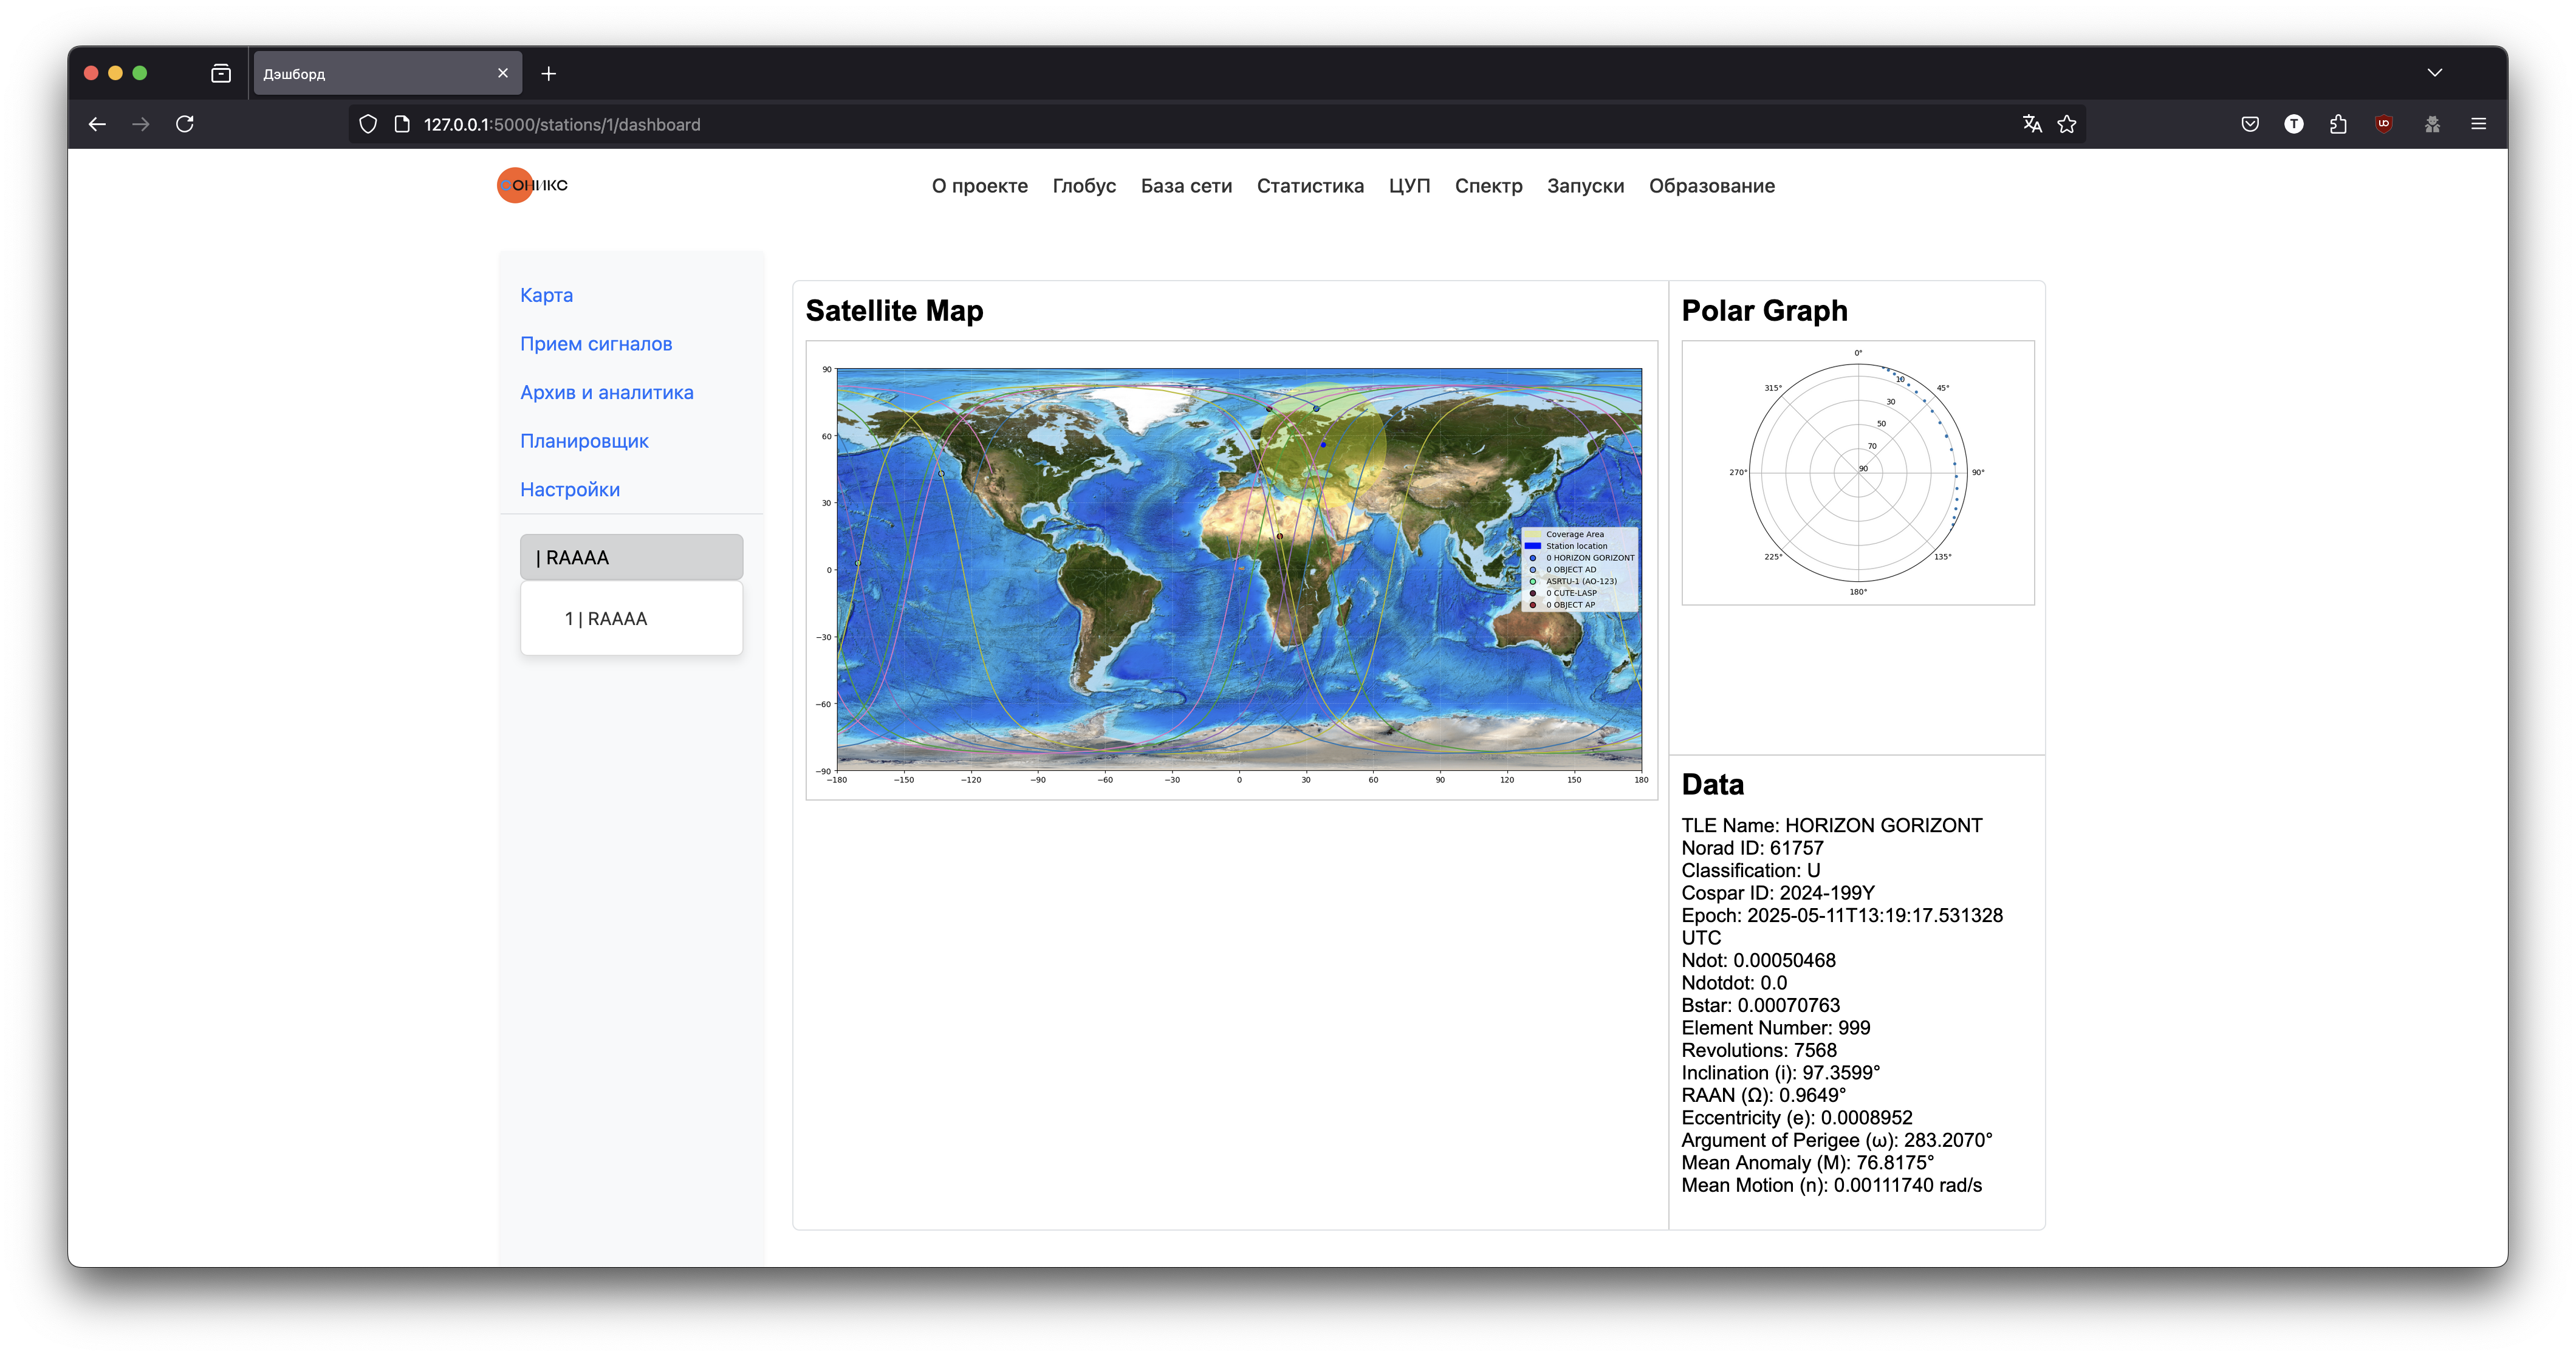 Дэшборд
127.0.0.1:5000/stations/1/dashboard
СОНИКС
О проекте Глобус База сети Статистика ЦУП Спектр Запуски Образование
Карта
Прием сигналов
Архив и аналитика
Планировщик
Настройки
| RAAAA
1 | RAAAA
Satellite Map
90
60
30
0
−30
−60
−90
−180 −150 −120 −90 −60 −30 0 30 60 90 120 150 180
Coverage Area
Station location
0 HORIZON GORIZONT
0 OBJECT AD
ASRTU-1 (AO-123)
0 CUTE-LASP
0 OBJECT AP
Polar Graph
0°
45°
90°
135°
180°
225°
270°
315°
10
30
50
70
90
Data
TLE Name: HORIZON GORIZONT
Norad ID: 61757
Classification: U
Cospar ID: 2024-199Y
Epoch: 2025-05-11T13:19:17.531328
UTC
Ndot: 0.00050468
Ndotdot: 0.0
Bstar: 0.00070763
Element Number: 999
Revolutions: 7568
Inclination (i): 97.3599°
RAAN (Ω): 0.9649°
Eccentricity (e): 0.0008952
Argument of Perigee (ω): 283.2070°
Mean Anomaly (M): 76.8175°
Mean Motion (n): 0.00111740 rad/s